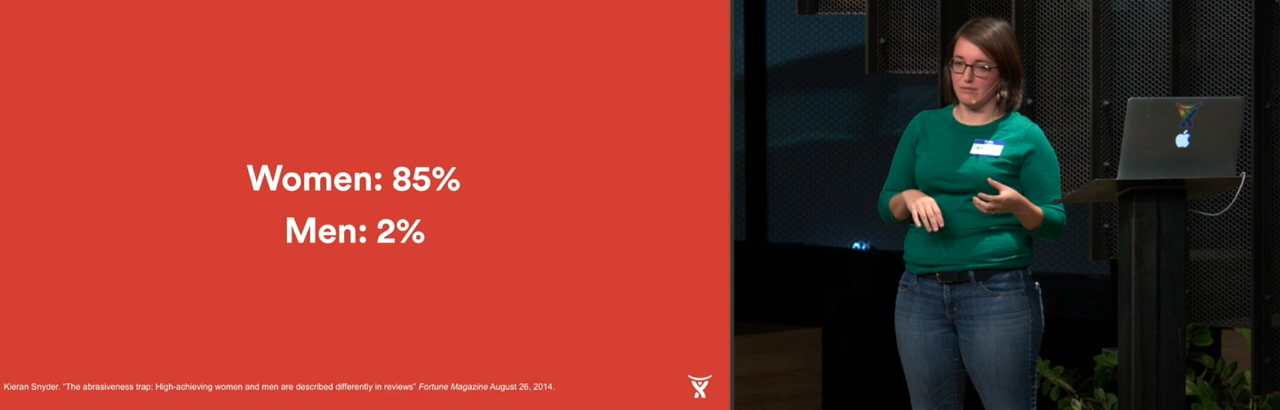 Women: 85%
Men: 2%
Kieran Snyder. "The abrasiveness trap: High-achieving women and men are described differently in reviews" Fortune Magazine August 26, 2014.